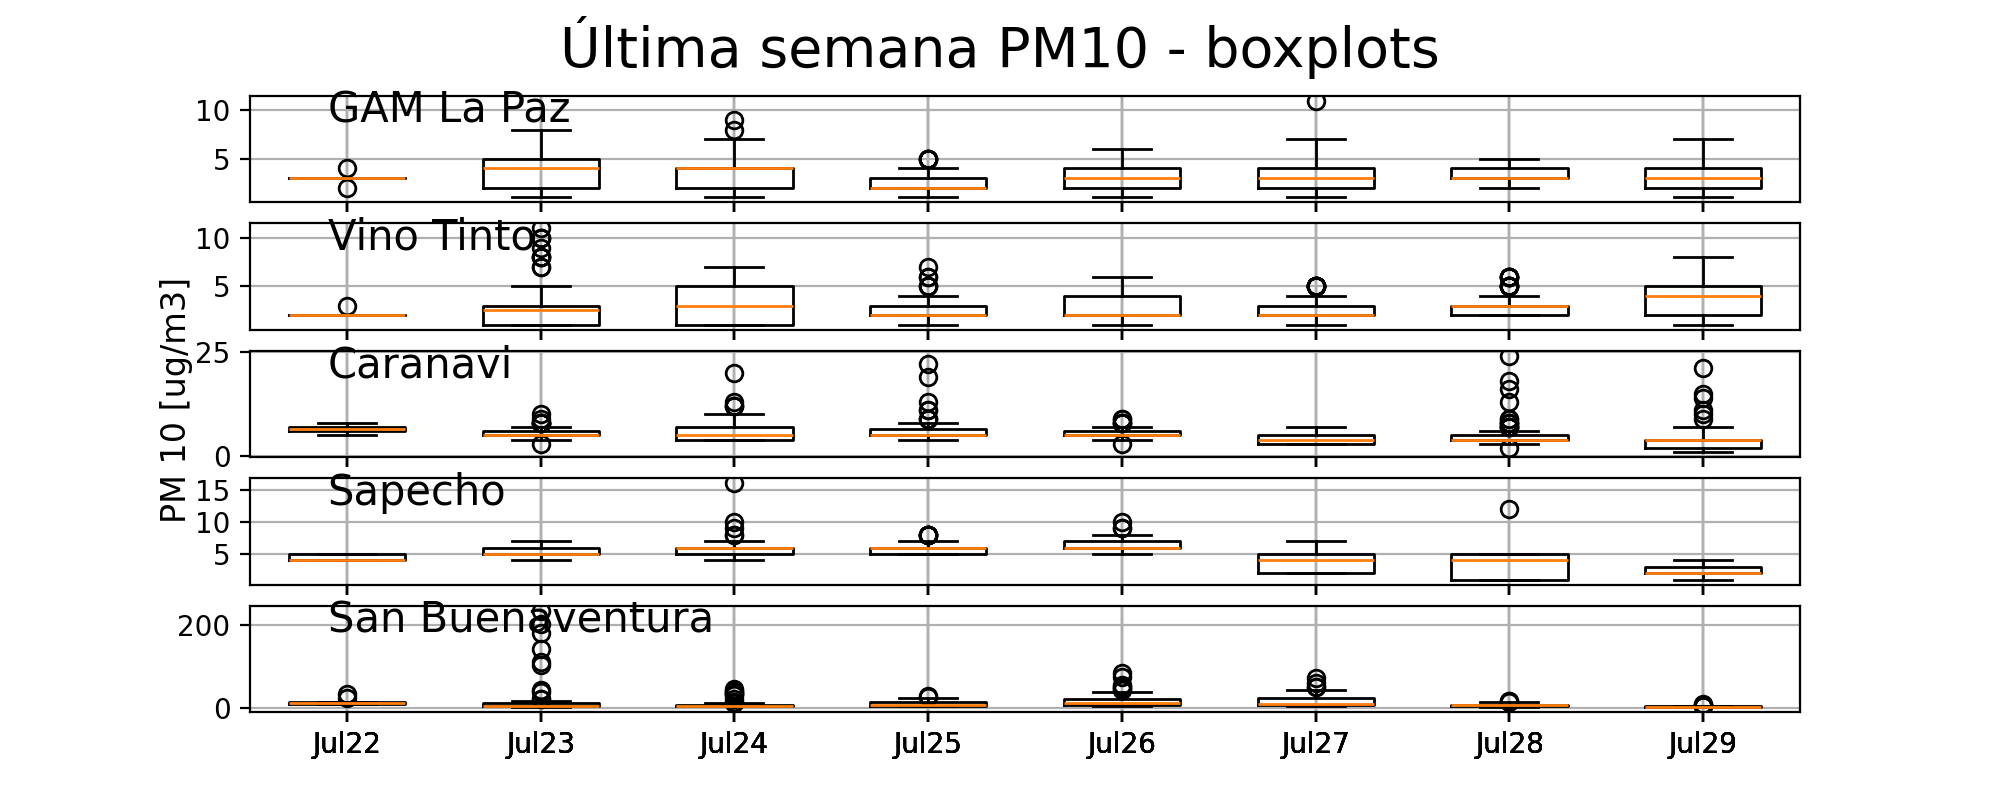 Última semana PM10 - boxplots
PM 10 [ug/m3]
GAM La Paz
10
5
Vino Tinto
10
5
Caranavi
25
0
Sapecho
15
10
5
San Buenaventura
200
0
Jul22 Jul23 Jul24 Jul25 Jul26 Jul27 Jul28 Jul29